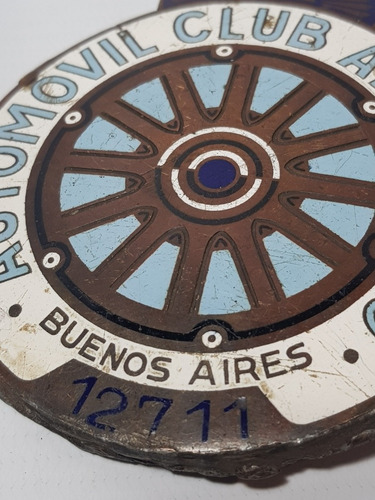 AUTOMOVIL CLUB A
BUENOS AIRES
12711